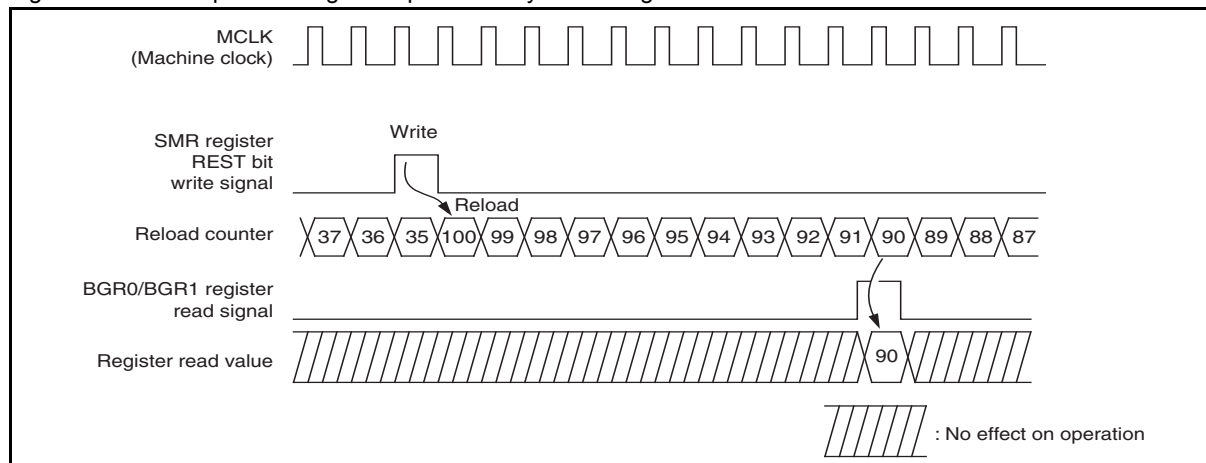 MCLK
(Machine clock)
Write
SMR register
REST bit
write signal
Reload
Reload counter
37 36 35 100 99 98 97 96 95 94 93 92 91 90 89 88 87
BGR0/BGR1 register
read signal
Register read value
90
: No effect on operation